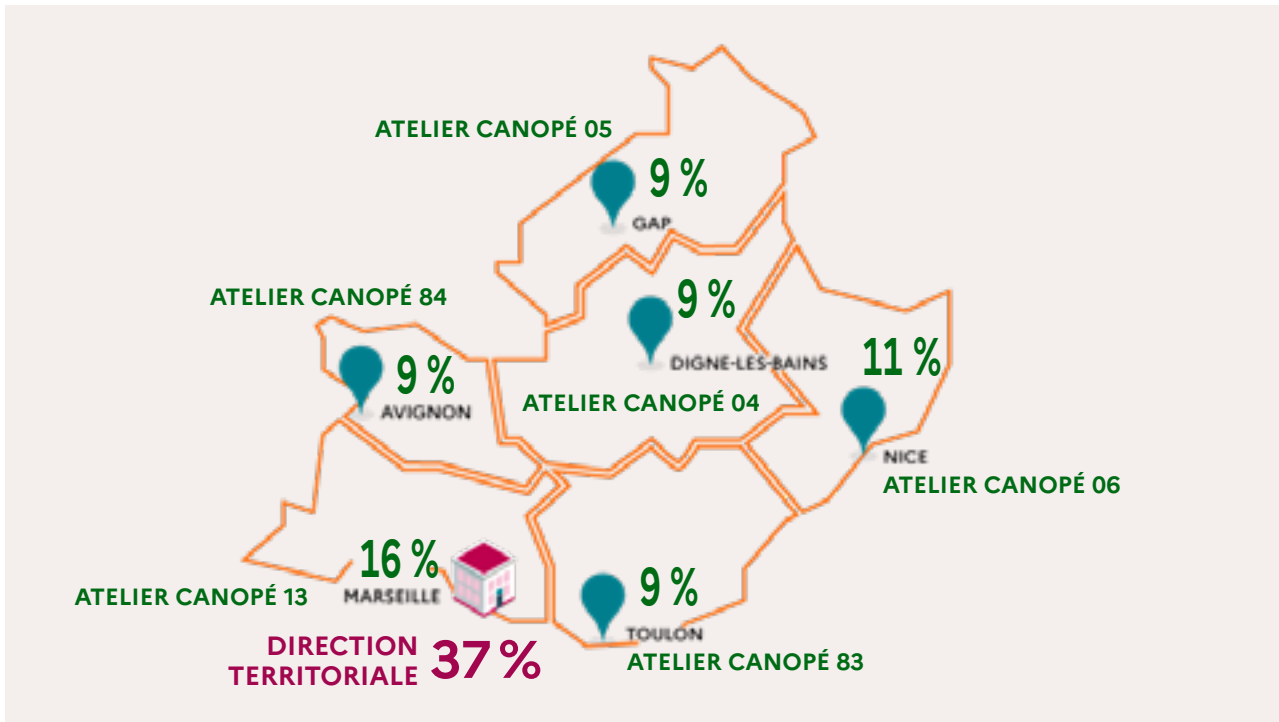 ATELIER CANOPÉ 05
9 %
GAP
ATELIER CANOPÉ 84
9 %
AVIGNON
9 %
DIGNE-LES-BAINS
ATELIER CANOPÉ 04
11 %
NICE
ATELIER CANOPÉ 06
16 %
MARSEILLE
ATELIER CANOPÉ 13
DIRECTION
TERRITORIALE
37 %
9 %
TOULON
ATELIER CANOPÉ 83